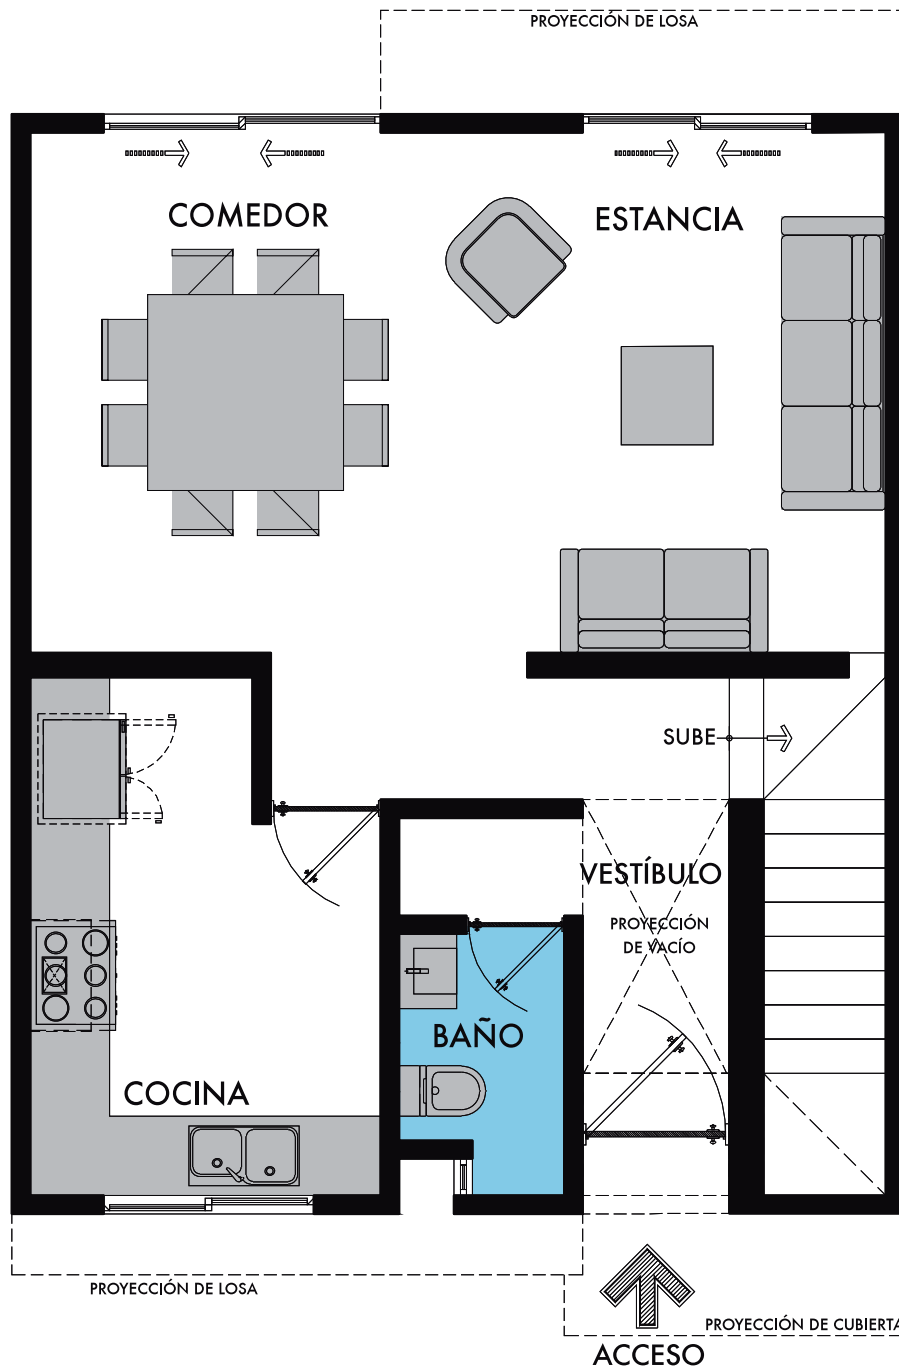 PROYECCIÓN DE LOSA
COMEDOR
ESTANCIA
SUBE
VESTÍBULO
PROYECCIÓN
DE VACÍO
BAÑO
COCINA
PROYECCIÓN DE LOSA
PROYECCIÓN DE CUBIERTA
ACCESO